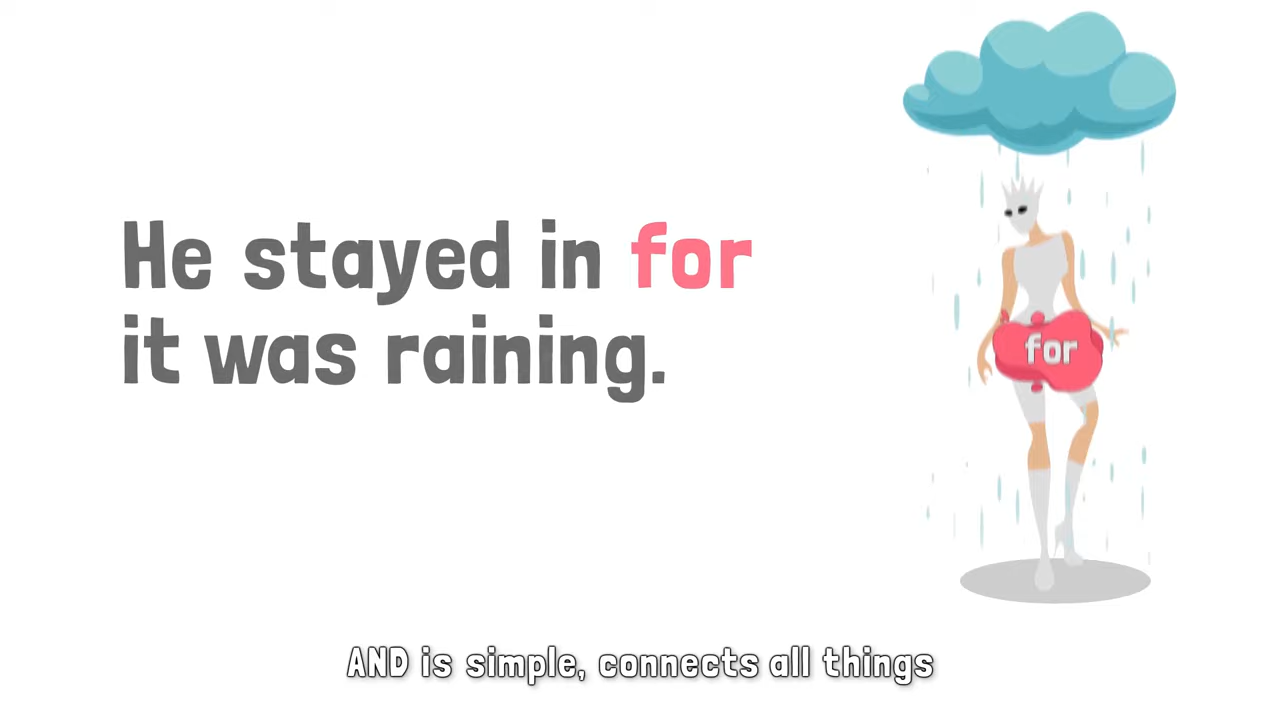 He stayed in for
it was raining.
for
AND is simple, connects all things